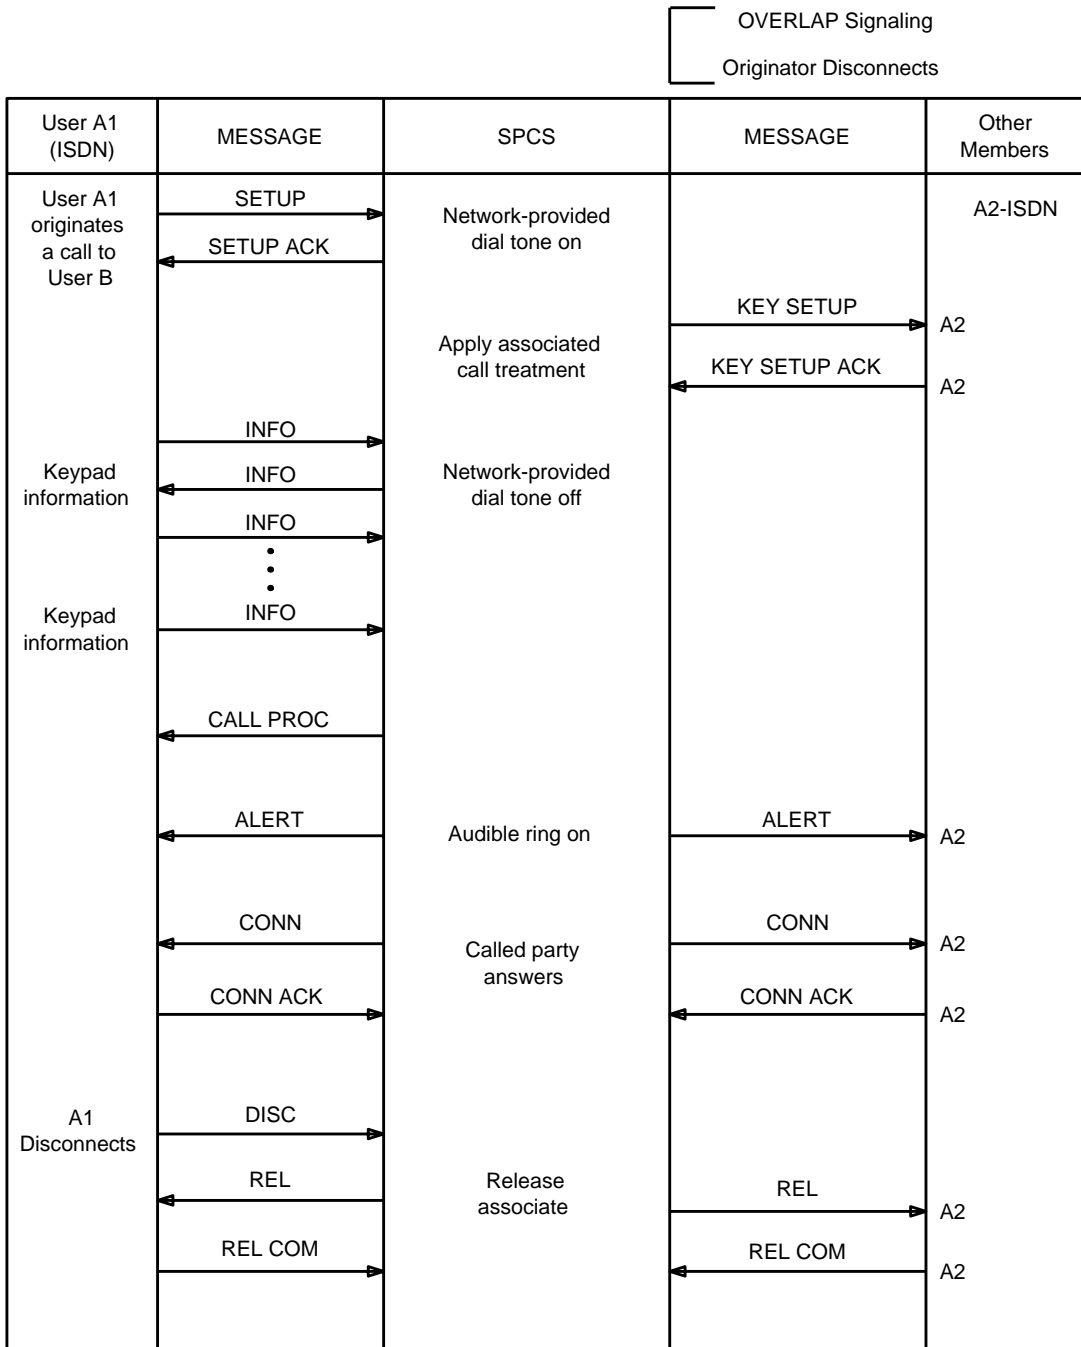 OVERLAP Signaling
Originator Disconnects
User A1
(ISDN)
MESSAGE
SPCS
MESSAGE
Other
Members
User A1
originates
a call to
User B
SETUP
SETUP ACK
Network-provided
dial tone on
A2-ISDN
KEY SETUP
A2
Apply associated
call treatment
KEY SETUP ACK
A2
INFO
Keypad
information
INFO
Network-provided
dial tone off
INFO
Keypad
information
INFO
CALL PROC
ALERT
Audible ring on
ALERT
A2
CONN
Called party
answers
CONN
A2
CONN ACK
CONN ACK
A2
A1
Disconnects
DISC
REL
Release
associate
REL
A2
REL COM
REL COM
A2